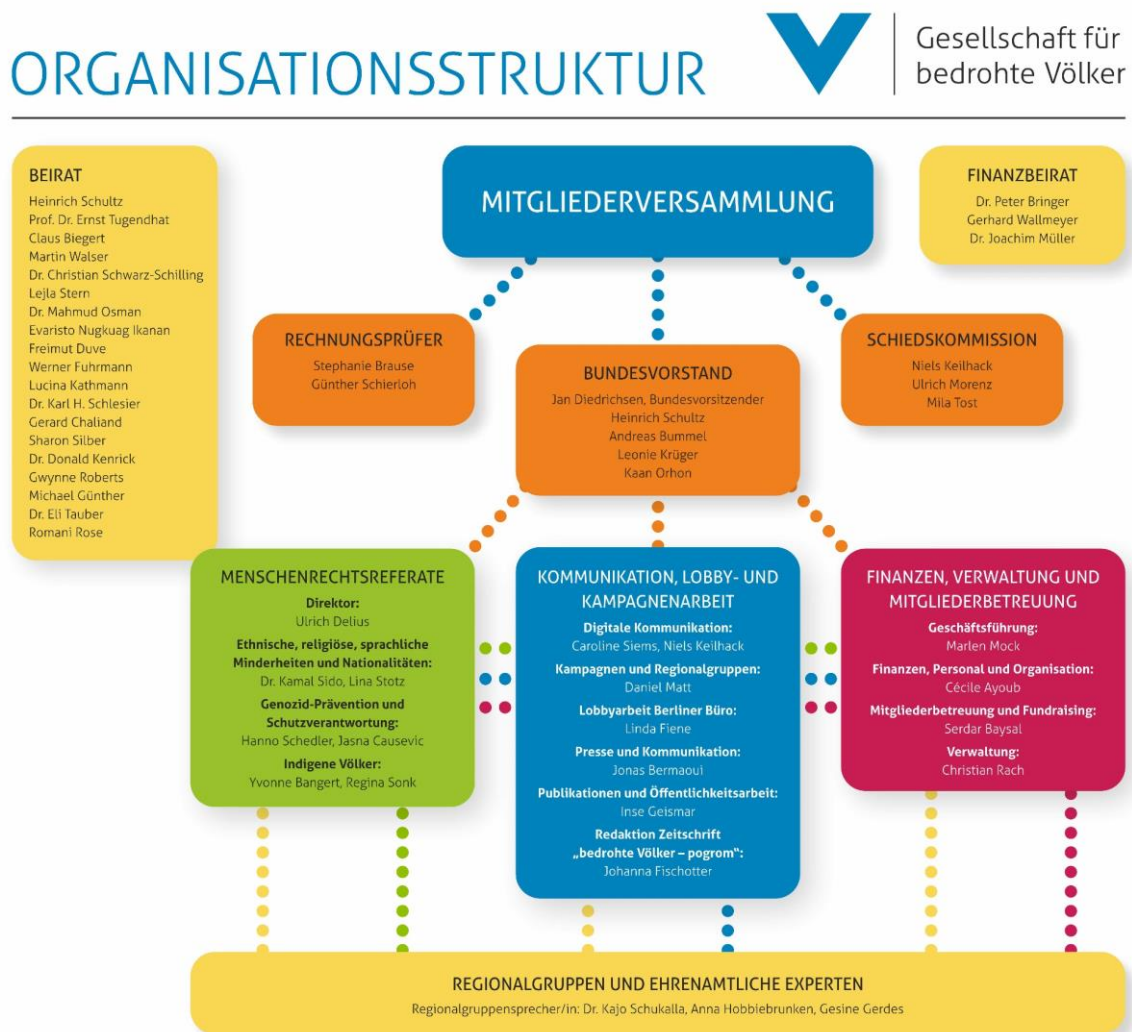 ORGANISATIONSSTRUKTUR
Gesellschaft für
bedrohte Völker
BEIRAT
Heinrich Schultz
Prof. Dr. Ernst Tugendhat
Claus Biegert
Martin Walser
Dr. Christian Schwarz-Schilling
Lejla Stern
Dr. Mahmud Osman
Evaristo Nugkuag Ikanan
Freimut Duve
Werner Fuhrmann
Lucina Kathmann
Dr. Karl H. Schlesier
Gerard Chaliand
Sharon Silber
Dr. Donald Kenrick
Gwynne Roberts
Michael Günther
Dr. Eli Tauber
Romani Rose
MITGLIEDERVERSAMMLUNG
FINANZBEIRAT
Dr. Peter Bringer
Gerhard Wallmeyer
Dr. Joachim Müller
RECHNUNGSPRÜFER
Stephanie Brause
Günther Schierloh
BUNDESVORSTAND
Jan Diedrichsen, Bundesvorsitzender
Heinrich Schultz
Andreas Bummel
Leonie Krüger
Kaan Orhon
SCHIEDSKOMMISSION
Niels Keilhack
Ulrich Morenz
Mila Tost
MENSCHENRECHTSREFERATE
Direktor:
Ulrich Delius
Ethnische, religiöse, sprachliche
Minderheiten und Nationalitäten:
Dr. Kamal Sido, Lina Stotz
Genozid-Prävention und
Schutzverantwortung:
Hanno Schedler, Jasna Causevic
Indigene Völker:
Yvonne Bangert, Regina Sonk
KOMMUNIKATION, LOBBY- UND
KAMPAGNENARBEIT
Digitale Kommunikation:
Caroline Siems, Niels Keilhack
Kampagnen und Regionalgruppen:
Daniel Matt
Lobbyarbeit Berliner Büro:
Linda Fiene
Presse und Kommunikation:
Jonas Bermaoui
Publikationen und Öffentlichkeitsarbeit:
Inse Geismar
Redaktion Zeitschrift
„bedrohte Völker – pogrom“:
Johanna Fischotter
FINANZEN, VERWALTUNG UND
MITGLIEDERBETREUUNG
Geschäftsführung:
Marlen Mock
Finanzen, Personal und Organisation:
Cécile Ayoub
Mitgliederbetreuung und Fundraising:
Serdar Baysal
Verwaltung:
Christian Rach
REGIONALGRUPPEN UND EHRENAMTLICHE EXPERTEN
Regionalgruppensprecher/in: Dr. Kajo Schukalla, Anna Hobbiebrunken, Gesine Gerdes